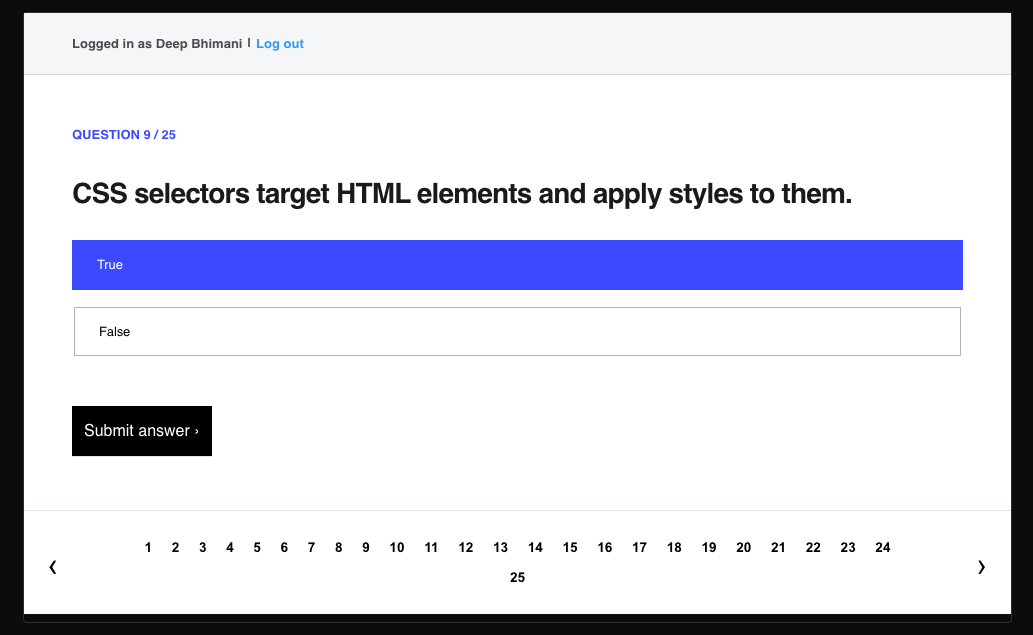 Logged in as Deep Bhimani | Log out
QUESTION 9 / 25
CSS selectors target HTML elements and apply styles to them.
True
False
Submit answer ›
1 2 3 4 5 6 7 8 9 10 11 12 13 14 15 16 17 18 19 20 21 22 23 24
‹ ›
25